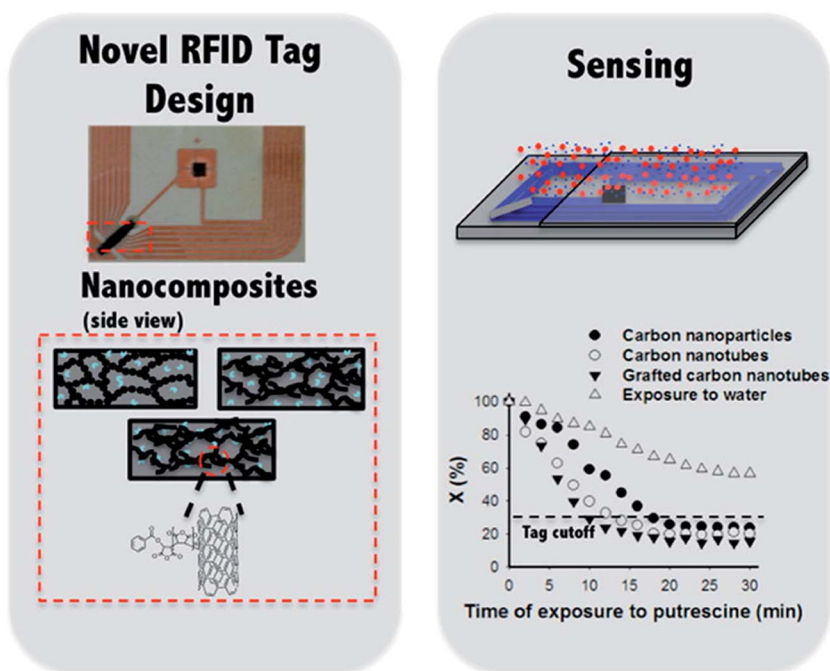 Novel RFID Tag
Design
Nanocomposites
(side view)
Sensing
Carbon nanoparticles
Carbon nanotubes
Grafted carbon nanotubes
Exposure to water
X (%)
100
80
60
40
20
0
Tag cutoff
0 5 10 15 20 25 30
Time of exposure to putrescine (min)